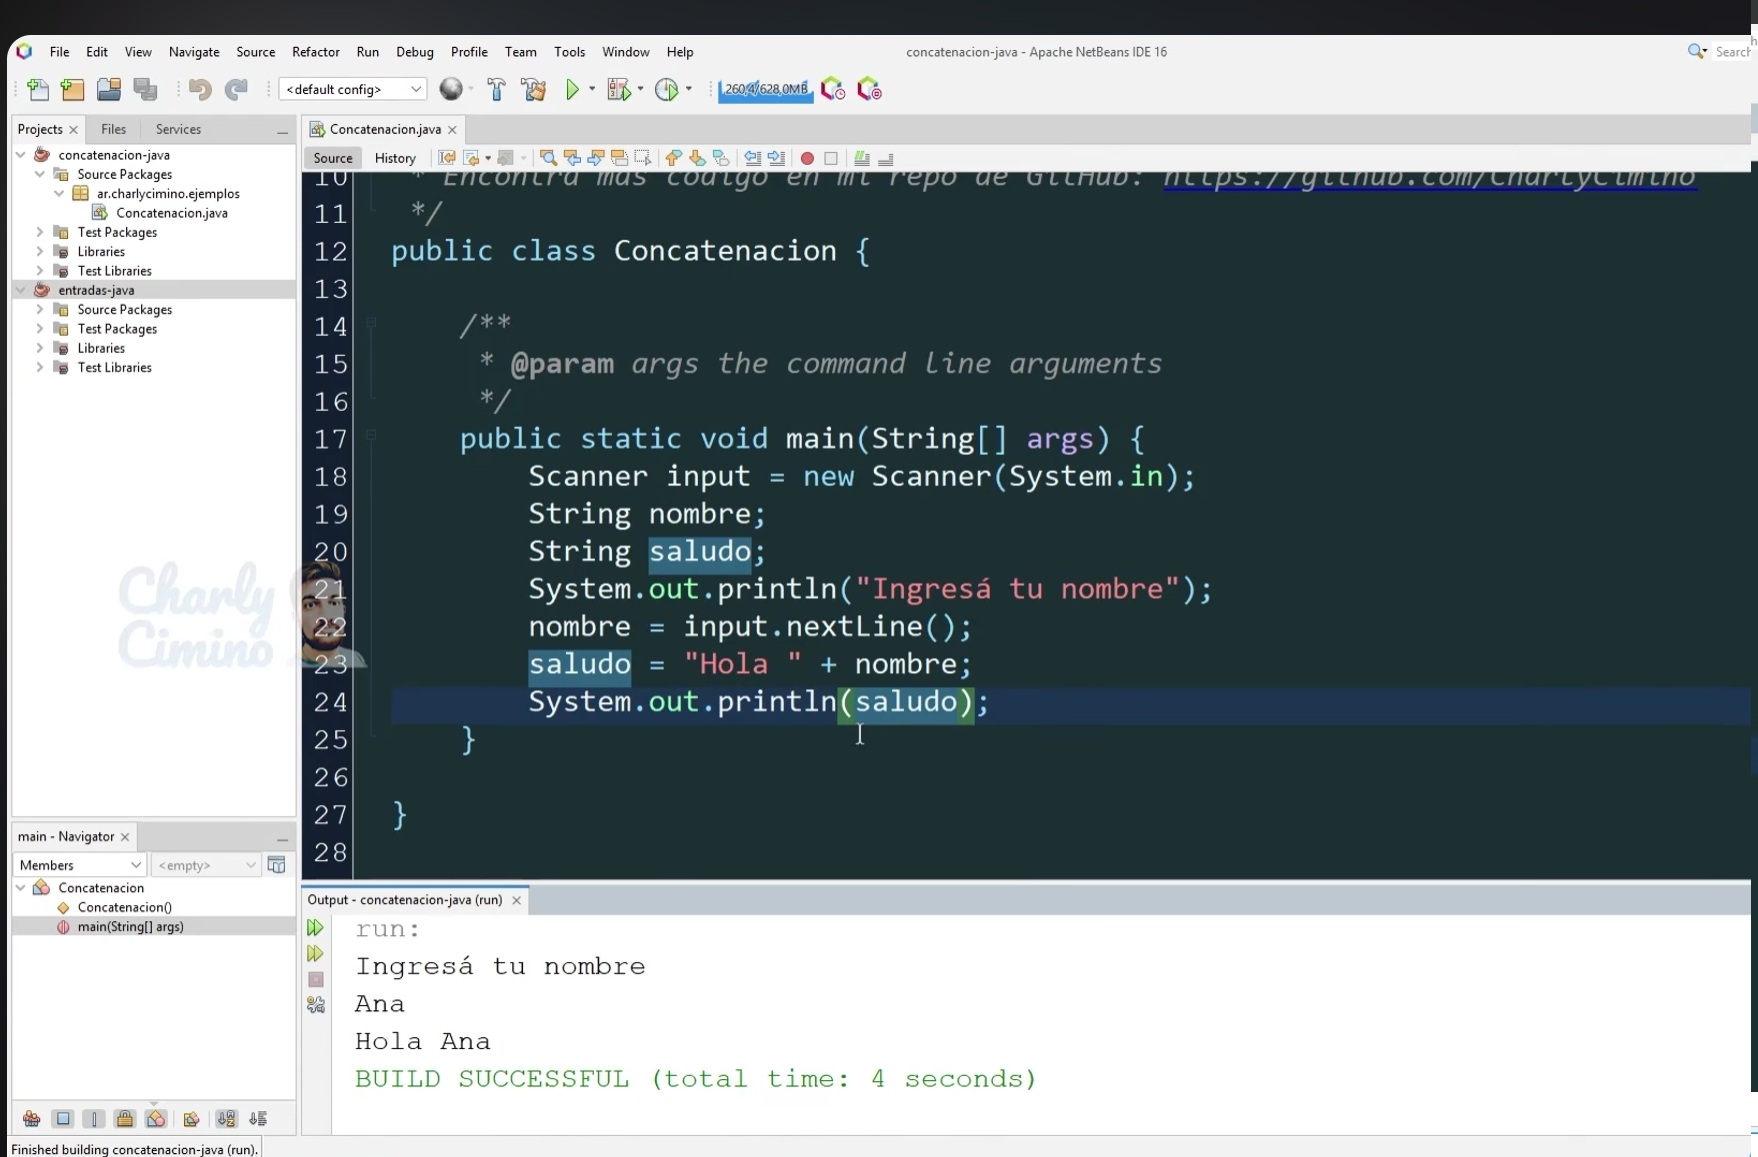 File Edit View Navigate Source Refactor Run Debug Profile Team Tools Window Help
concatenacion-java - Apache NetBeans IDE 16
Search
<default config>
260,4/628,0MB
Projects Files Services
concatenacion-java
Source Packages
ar.charlycimino.ejemplos
Concatenacion.java
Test Packages
Libraries
Test Libraries
entradas-java
Source Packages
Test Packages
Libraries
Test Libraries
Concatenacion.java
Source History
10 * Encontrá más código en mi repo de GitHub: https://github.com/CharlyCimino
11 */
12 public class Concatenacion {
13
14 /**
15 * @param args the command line arguments
16 */
17 public static void main(String[] args) {
18 Scanner input = new Scanner(System.in);
19 String nombre;
20 String saludo;
21 System.out.println("Ingresá tu nombre");
22 nombre = input.nextLine();
23 saludo = "Hola " + nombre;
24 System.out.println(saludo);
25 }
26
27 }
28
Charly
Cimino
main - Navigator
Members <empty>
Concatenacion
Concatenacion()
main(String[] args)
Output - concatenacion-java (run)
run:
Ingresá tu nombre
Ana
Hola Ana
BUILD SUCCESSFUL (total time: 4 seconds)
Finished building concatenacion-java (run).